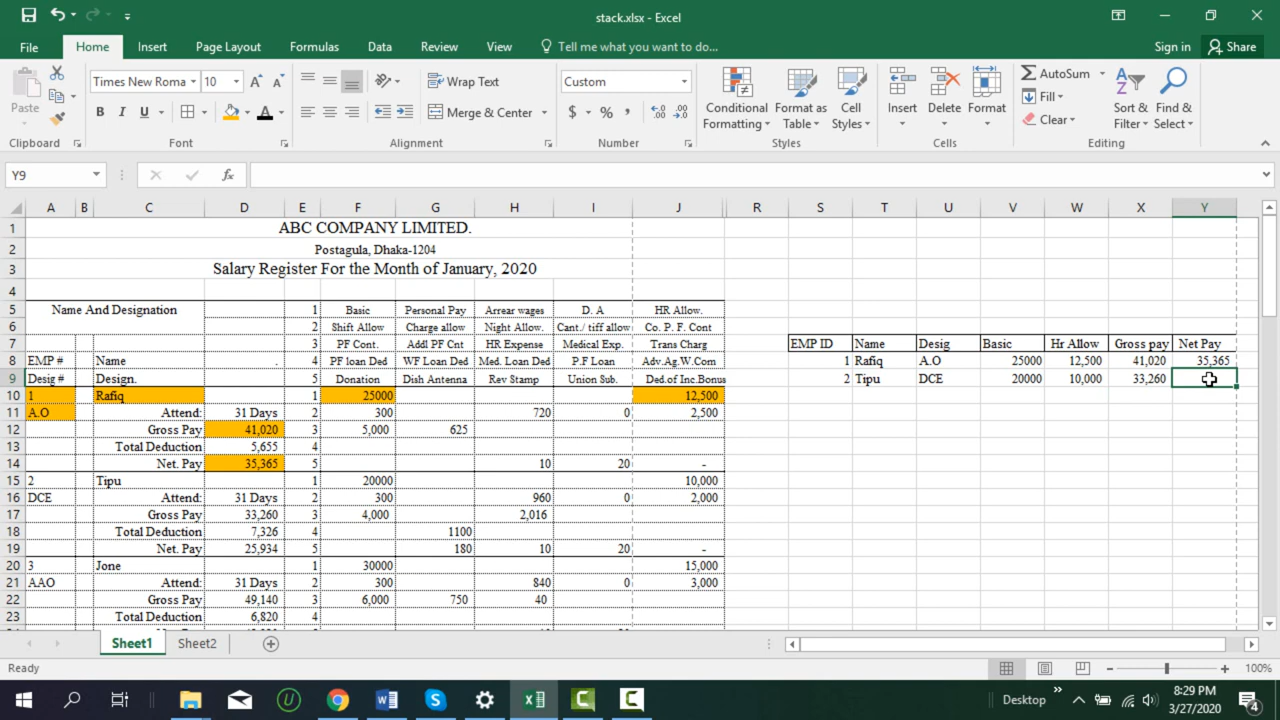 stack.xlsx - Excel
File Home Insert Page Layout Formulas Data Review View Tell me what you want to do... Sign in Share
Paste Times New Roma 10 Wrap Text Custom Conditional Format as Cell Insert Delete Format AutoSum Sort & Find &
B I U Merge & Center $ % , Formatting Table Styles Fill Filter Select
Clear
Clipboard Font Alignment Number Styles Cells Editing
Y9 fx
A B C D E F G H I J R S T U V W X Y
1 ABC COMPANY LIMITED.
2 Postagula, Dhaka-1204
3 Salary Register For the Month of January, 2020
4
5 Name And Designation 1 Basic Personal Pay Arrear wages D. A HR Allow.
6 2 Shift Allow Charge allow Night Allow. Cant./ tiff allow Co. P. F. Cont
7 3 PF Cont. Addl PF Cnt HR Expense Medical Exp. Trans Charg EMP ID Name Desig Basic Hr Allow Gross pay Net Pay
8 EMP # Name . 4 PF loan Ded WF Loan Ded Med. Loan Ded P.F Loan Adv.Ag.W.Com 1 Rafiq A.O 25000 12,500 41,020 35,365
9 Desig # Design. 5 Donation Dish Antenna Rev Stamp Union Sub. Ded.of Inc.Bonus 2 Tipu DCE 20000 10,000 33,260
10 1 Rafiq 1 25000 12,500
11 A.O Attend: 31 Days 2 300 720 0 2,500
12 Gross Pay 41,020 3 5,000 625
13 Total Deduction 5,655 4
14 Net. Pay 35,365 5 10 20 -
15 2 Tipu 1 20000 10,000
16 DCE Attend: 31 Days 2 300 960 0 2,000
17 Gross Pay 33,260 3 4,000 2,016
18 Total Deduction 7,326 4 1100
19 Net. Pay 25,934 5 180 10 20 -
20 3 Jone 1 30000 15,000
21 AAO Attend: 31 Days 2 300 840 0 3,000
22 Gross Pay 49,140 3 6,000 750 40
23 Total Deduction 6,820 4
Sheet1 Sheet2
Ready 100%
Desktop 8:29 PM
3/27/2020
4